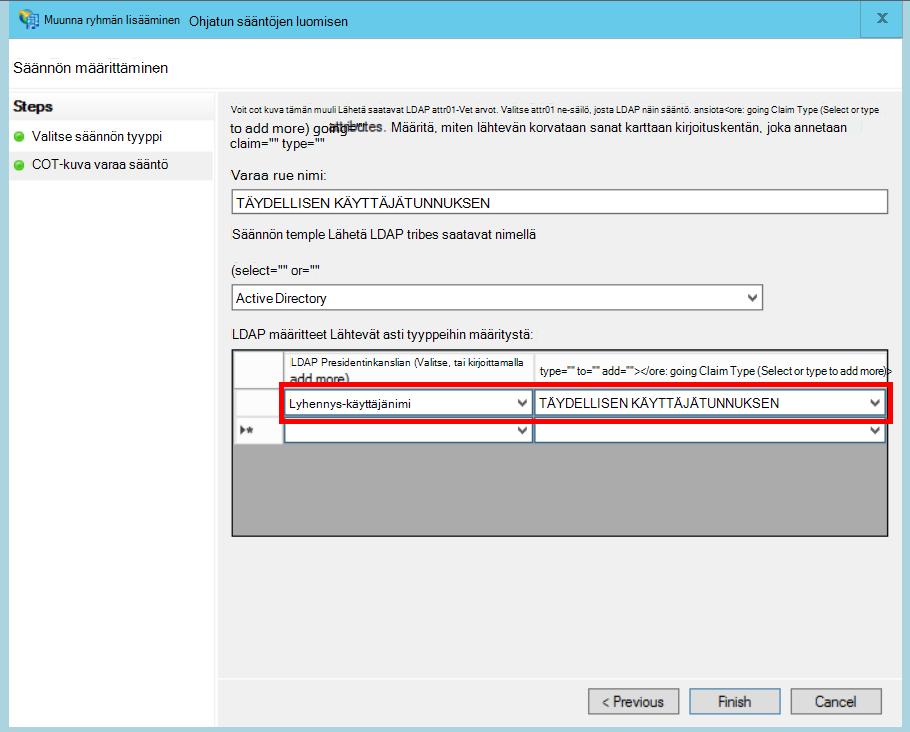 Muunna ryhmän lisääminen Ohjatun sääntöjen luomisen
x
Säännön määrittäminen
Steps
Valitse säännön tyyppi
COT-kuva varaa sääntö
Voit cot kuva tämän muuli Lähetä saatavat LDAP attr01-Vet arvot. Valitse attr01 ne-säilö, josta LDAP näin sääntö. ansiota<ore: going Claim Type (Select or type
to add more) going="" attributes. Määritä, miten lähtevän korvataan sanat karttaan kirjoituskentän, joka annetaan
claim="" type=""
Varaa rue nimi:
TÄYDELLISEN KÄYTTÄJÄTUNNUKSEN
Säännön temple Lähetä LDAP tribes saatavat nimellä
(select="" or=""
Active Directory
LDAP määritteet Lähtevät asti tyyppeihin määritystä:
LDAP Presidentinkanslian (Valitse, tai kirjoittamalla
add more)
type="" to="" add=""></ore: going Claim Type (Select or type to add more)>
Lyhennys-käyttäjänimi TÄYDELLISEN KÄYTTÄJÄTUNNUKSEN
< Previous Finish Cancel